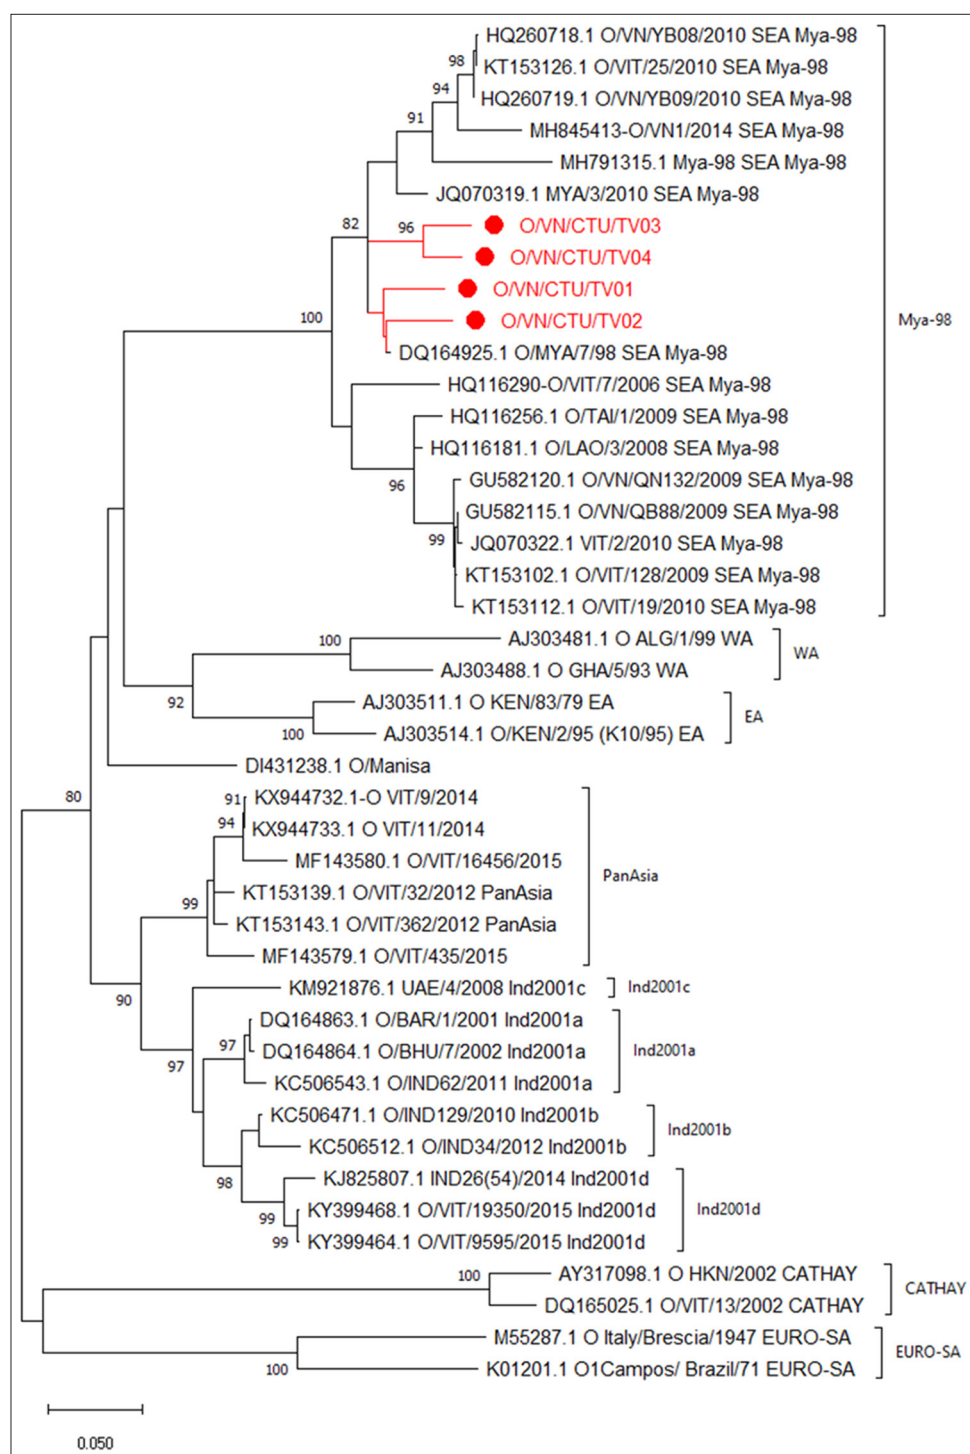 HQ260718.1 O/VN/YB08/2010 SEA Mya-98
98
KT153126.1 O/VIT/25/2010 SEA Mya-98
94
HQ260719.1 O/VN/YB09/2010 SEA Mya-98
91
MH845413-O/VN1/2014 SEA Mya-98
MH791315.1 Mya-98 SEA Mya-98
JQ070319.1 MYA/3/2010 SEA Mya-98
82
96
O/VN/CTU/TV03
O/VN/CTU/TV04
O/VN/CTU/TV01
100
O/VN/CTU/TV02
Mya-98
DQ164925.1 O/MYA/7/98 SEA Mya-98
HQ116290-O/VIT/7/2006 SEA Mya-98
HQ116256.1 O/TAI/1/2009 SEA Mya-98
HQ116181.1 O/LAO/3/2008 SEA Mya-98
96
GU582120.1 O/VN/QN132/2009 SEA Mya-98
GU582115.1 O/VN/QB88/2009 SEA Mya-98
99
JQ070322.1 VIT/2/2010 SEA Mya-98
KT153102.1 O/VIT/128/2009 SEA Mya-98
KT153112.1 O/VIT/19/2010 SEA Mya-98
100
AJ303481.1 O ALG/1/99 WA
WA
AJ303488.1 O GHA/5/93 WA
92
AJ303511.1 O KEN/83/79 EA
EA
100
AJ303514.1 O/KEN/2/95 (K10/95) EA
DI431238.1 O/Manisa
80
91
KX944732.1-O VIT/9/2014
94
KX944733.1 O VIT/11/2014
MF143580.1 O/VIT/16456/2015
PanAsia
KT153139.1 O/VIT/32/2012 PanAsia
99
KT153143.1 O/VIT/362/2012 PanAsia
MF143579.1 O/VIT/435/2015
90
KM921876.1 UAE/4/2008 Ind2001c
Ind2001c
DQ164863.1 O/BAR/1/2001 Ind2001a
97
DQ164864.1 O/BHU/7/2002 Ind2001a
Ind2001a
97
KC506543.1 O/IND62/2011 Ind2001a
KC506471.1 O/IND129/2010 Ind2001b
Ind2001b
KC506512.1 O/IND34/2012 Ind2001b
98
KJ825807.1 IND26(54)/2014 Ind2001d
KY399468.1 O/VIT/19350/2015 Ind2001d
Ind2001d
99
99
KY399464.1 O/VIT/9595/2015 Ind2001d
100
AY317098.1 O HKN/2002 CATHAY
CATHAY
DQ165025.1 O/VIT/13/2002 CATHAY
M55287.1 O Italy/Brescia/1947 EURO-SA
EURO-SA
100
K01201.1 O1Campos/ Brazil/71 EURO-SA
0.050